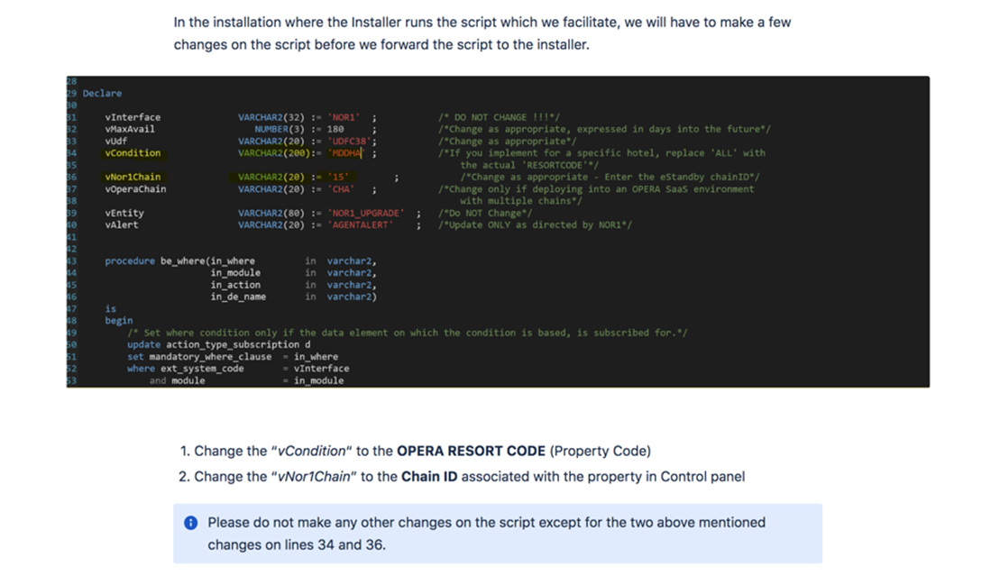 In the installation where the Installer runs the script which we facilitate, we will have to make a few
changes on the script before we forward the script to the installer.
28
29 Declare
30
31 vInterface VARCHAR2(32) := 'NOR1' ; /* DO NOT CHANGE !!!*/
32 vMaxAvail NUMBER(3) := 180 ; /*Change as appropriate, expressed in days into the future*/
33 vUdf VARCHAR2(20) := 'UDFC38'; /*Change as appropriate*/
34 vCondition VARCHAR2(200):= 'MDDHA' ; /*If you implement for a specific hotel, replace 'ALL' with
35 the actual 'RESORTCODE'*/
36 vNor1Chain VARCHAR2(20) := '15' ; /*Change as appropriate - Enter the eStandby chainID*/
37 vOperaChain VARCHAR2(20) := 'CHA' ; /*Change only if deploying into an OPERA SaaS environment
38 with multiple chains*/
39 vEntity VARCHAR2(80) := 'NOR1_UPGRADE' ; /*Do NOT Change*/
40 vAlert VARCHAR2(20) := 'AGENTALERT' ; /*Update ONLY as directed by NOR1*/
41
42
43 procedure be_where(in_where in varchar2,
44 in_module in varchar2,
45 in_action in varchar2,
46 in_de_name in varchar2)
47 is
48 begin
49 /* Set where condition only if the data element on which the condition is based, is subscribed for.*/
50 update action_type_subscription d
51 set mandatory_where_clause = in_where
52 where ext_system_code = vInterface
53 and module = in_module
1. Change the “vCondition“ to the OPERA RESORT CODE (Property Code)
2. Change the “vNor1Chain” to the Chain ID associated with the property in Control panel
Please do not make any other changes on the script except for the two above mentioned
changes on lines 34 and 36.